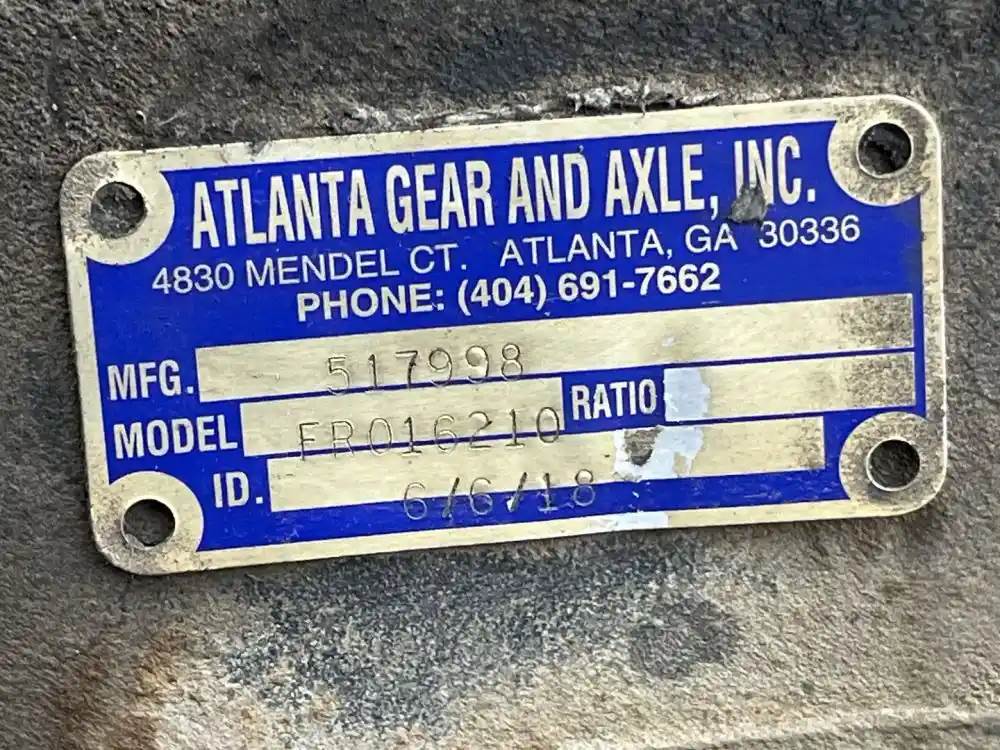 ATLANTA GEAR AND AXLE, INC.
4830 MENDEL CT. ATLANTA, GA 30336
PHONE: (404) 691-7662
MFG. 517998
MODEL FRO16210 RATIO
ID. 6/6/18